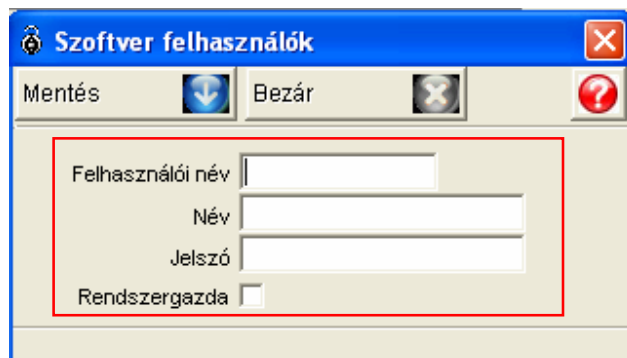 Szoftver felhasználók
Mentés Bezár ?
Felhasználói név
Név
Jelszó
Rendszergazda